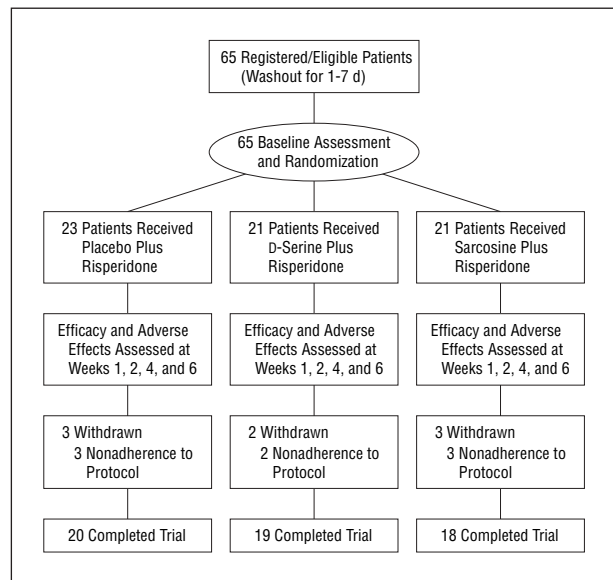 65 Registered/Eligible Patients
(Washout for 1-7 d)
65 Baseline Assessment
and Randomization
23 Patients Received
Placebo Plus
Risperidone
21 Patients Received
D-Serine Plus
Risperidone
21 Patients Received
Sarcosine Plus
Risperidone
Efficacy and Adverse
Effects Assessed at
Weeks 1, 2, 4, and 6
Efficacy and Adverse
Effects Assessed at
Weeks 1, 2, 4, and 6
Efficacy and Adverse
Effects Assessed at
Weeks 1, 2, 4, and 6
3 Withdrawn
3 Nonadherence to
Protocol
2 Withdrawn
2 Nonadherence to
Protocol
3 Withdrawn
3 Nonadherence to
Protocol
20 Completed Trial
19 Completed Trial
18 Completed Trial